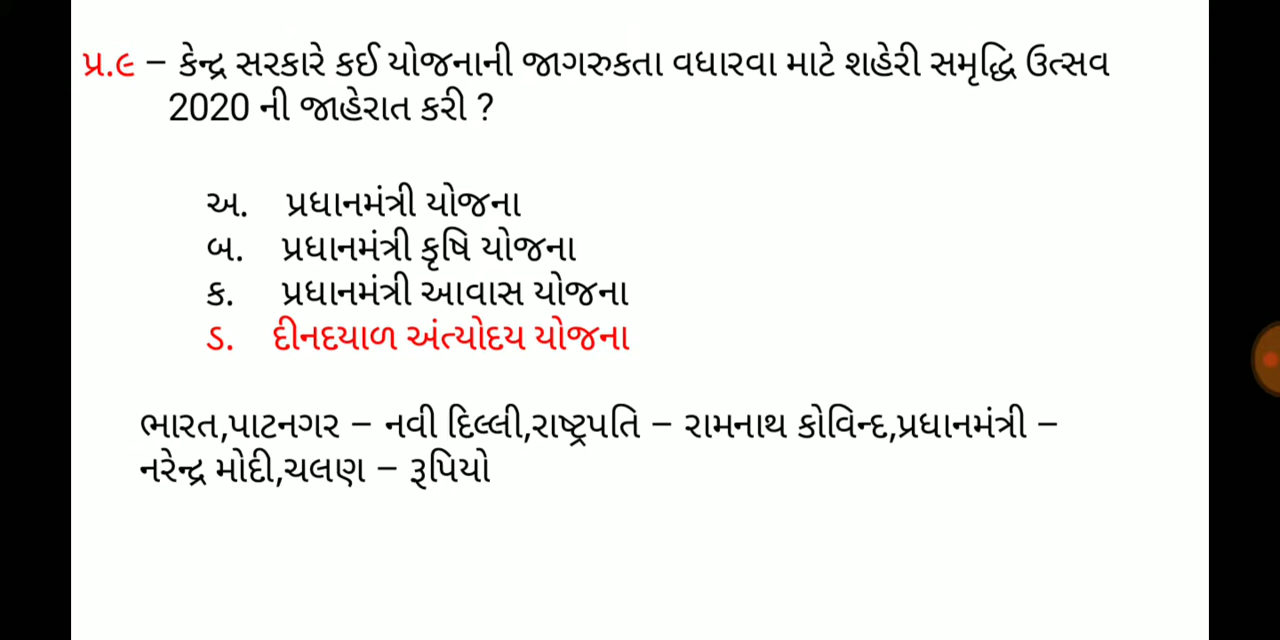 પ્ર.૯ – કેન્દ્ર સરકારે કઈ યોજનાની જાગરુકતા વધારવા માટે શહેરી સમૃદ્ધિ ઉત્સવ
2020 ની જાહેરાત કરી ?
અ. પ્રધાનમંત્રી યોજના
બ. પ્રધાનમંત્રી કૃષિ યોજના
ક. પ્રધાનમંત્રી આવાસ યોજના
ડ. દીનદયાળ અંત્યોદય યોજના
ભારત,પાટનગર – નવી દિલ્લી,રાષ્ટ્રપતિ – રામનાથ કોવિન્દ,પ્રધાનમંત્રી –
નરેન્દ્ર મોદી,ચલણ – રૂપિયો